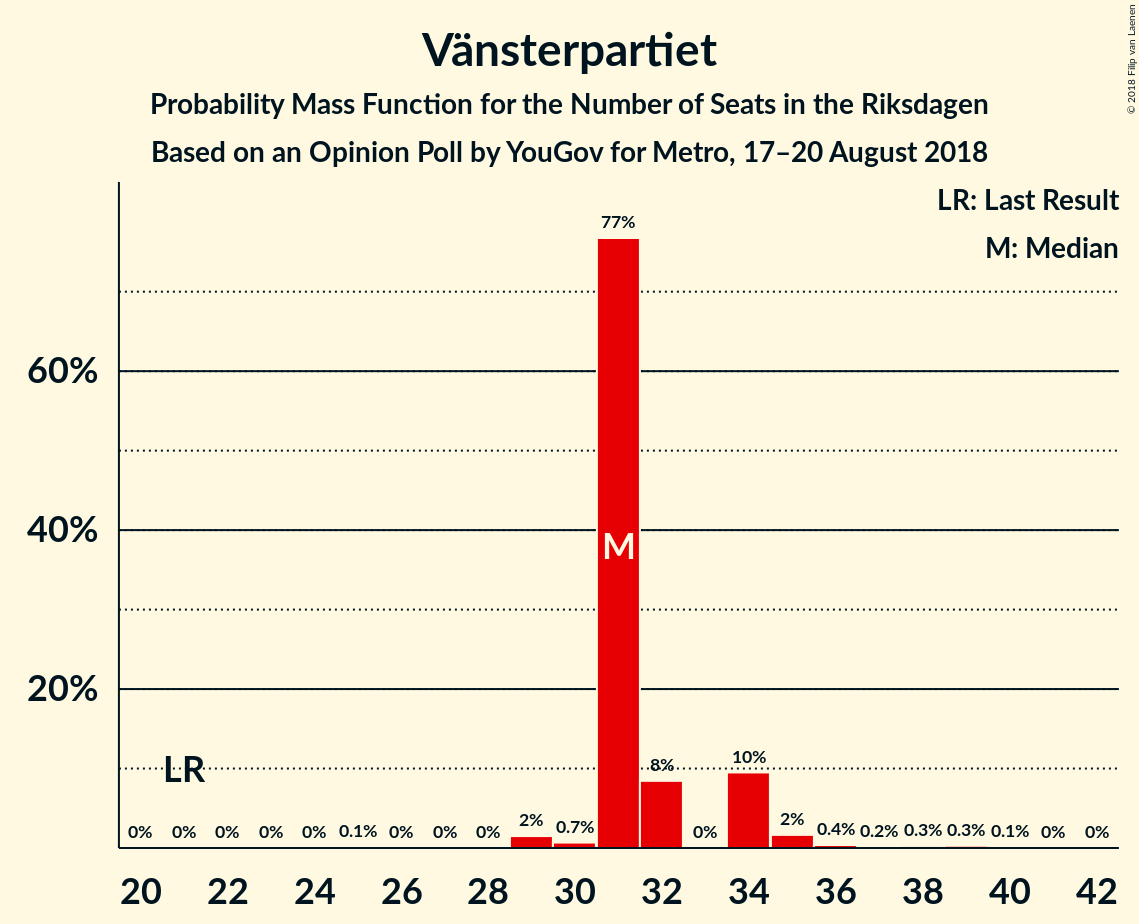 Vänsterpartiet
Probability Mass Function for the Number of Seats in the Riksdagen
Based on an Opinion Poll by YouGov for Metro, 17–20 August 2018
© 2018 Filip van Laenen
LR: Last Result
M: Median
60%
40%
20%
LR
M
0% 0% 0% 0% 0% 0.1% 0% 0% 0% 2% 0.7% 77% 8% 0% 10% 2% 0.4% 0.2% 0.3% 0.3% 0.1% 0% 0%
20 22 24 26 28 30 32 34 36 38 40 42